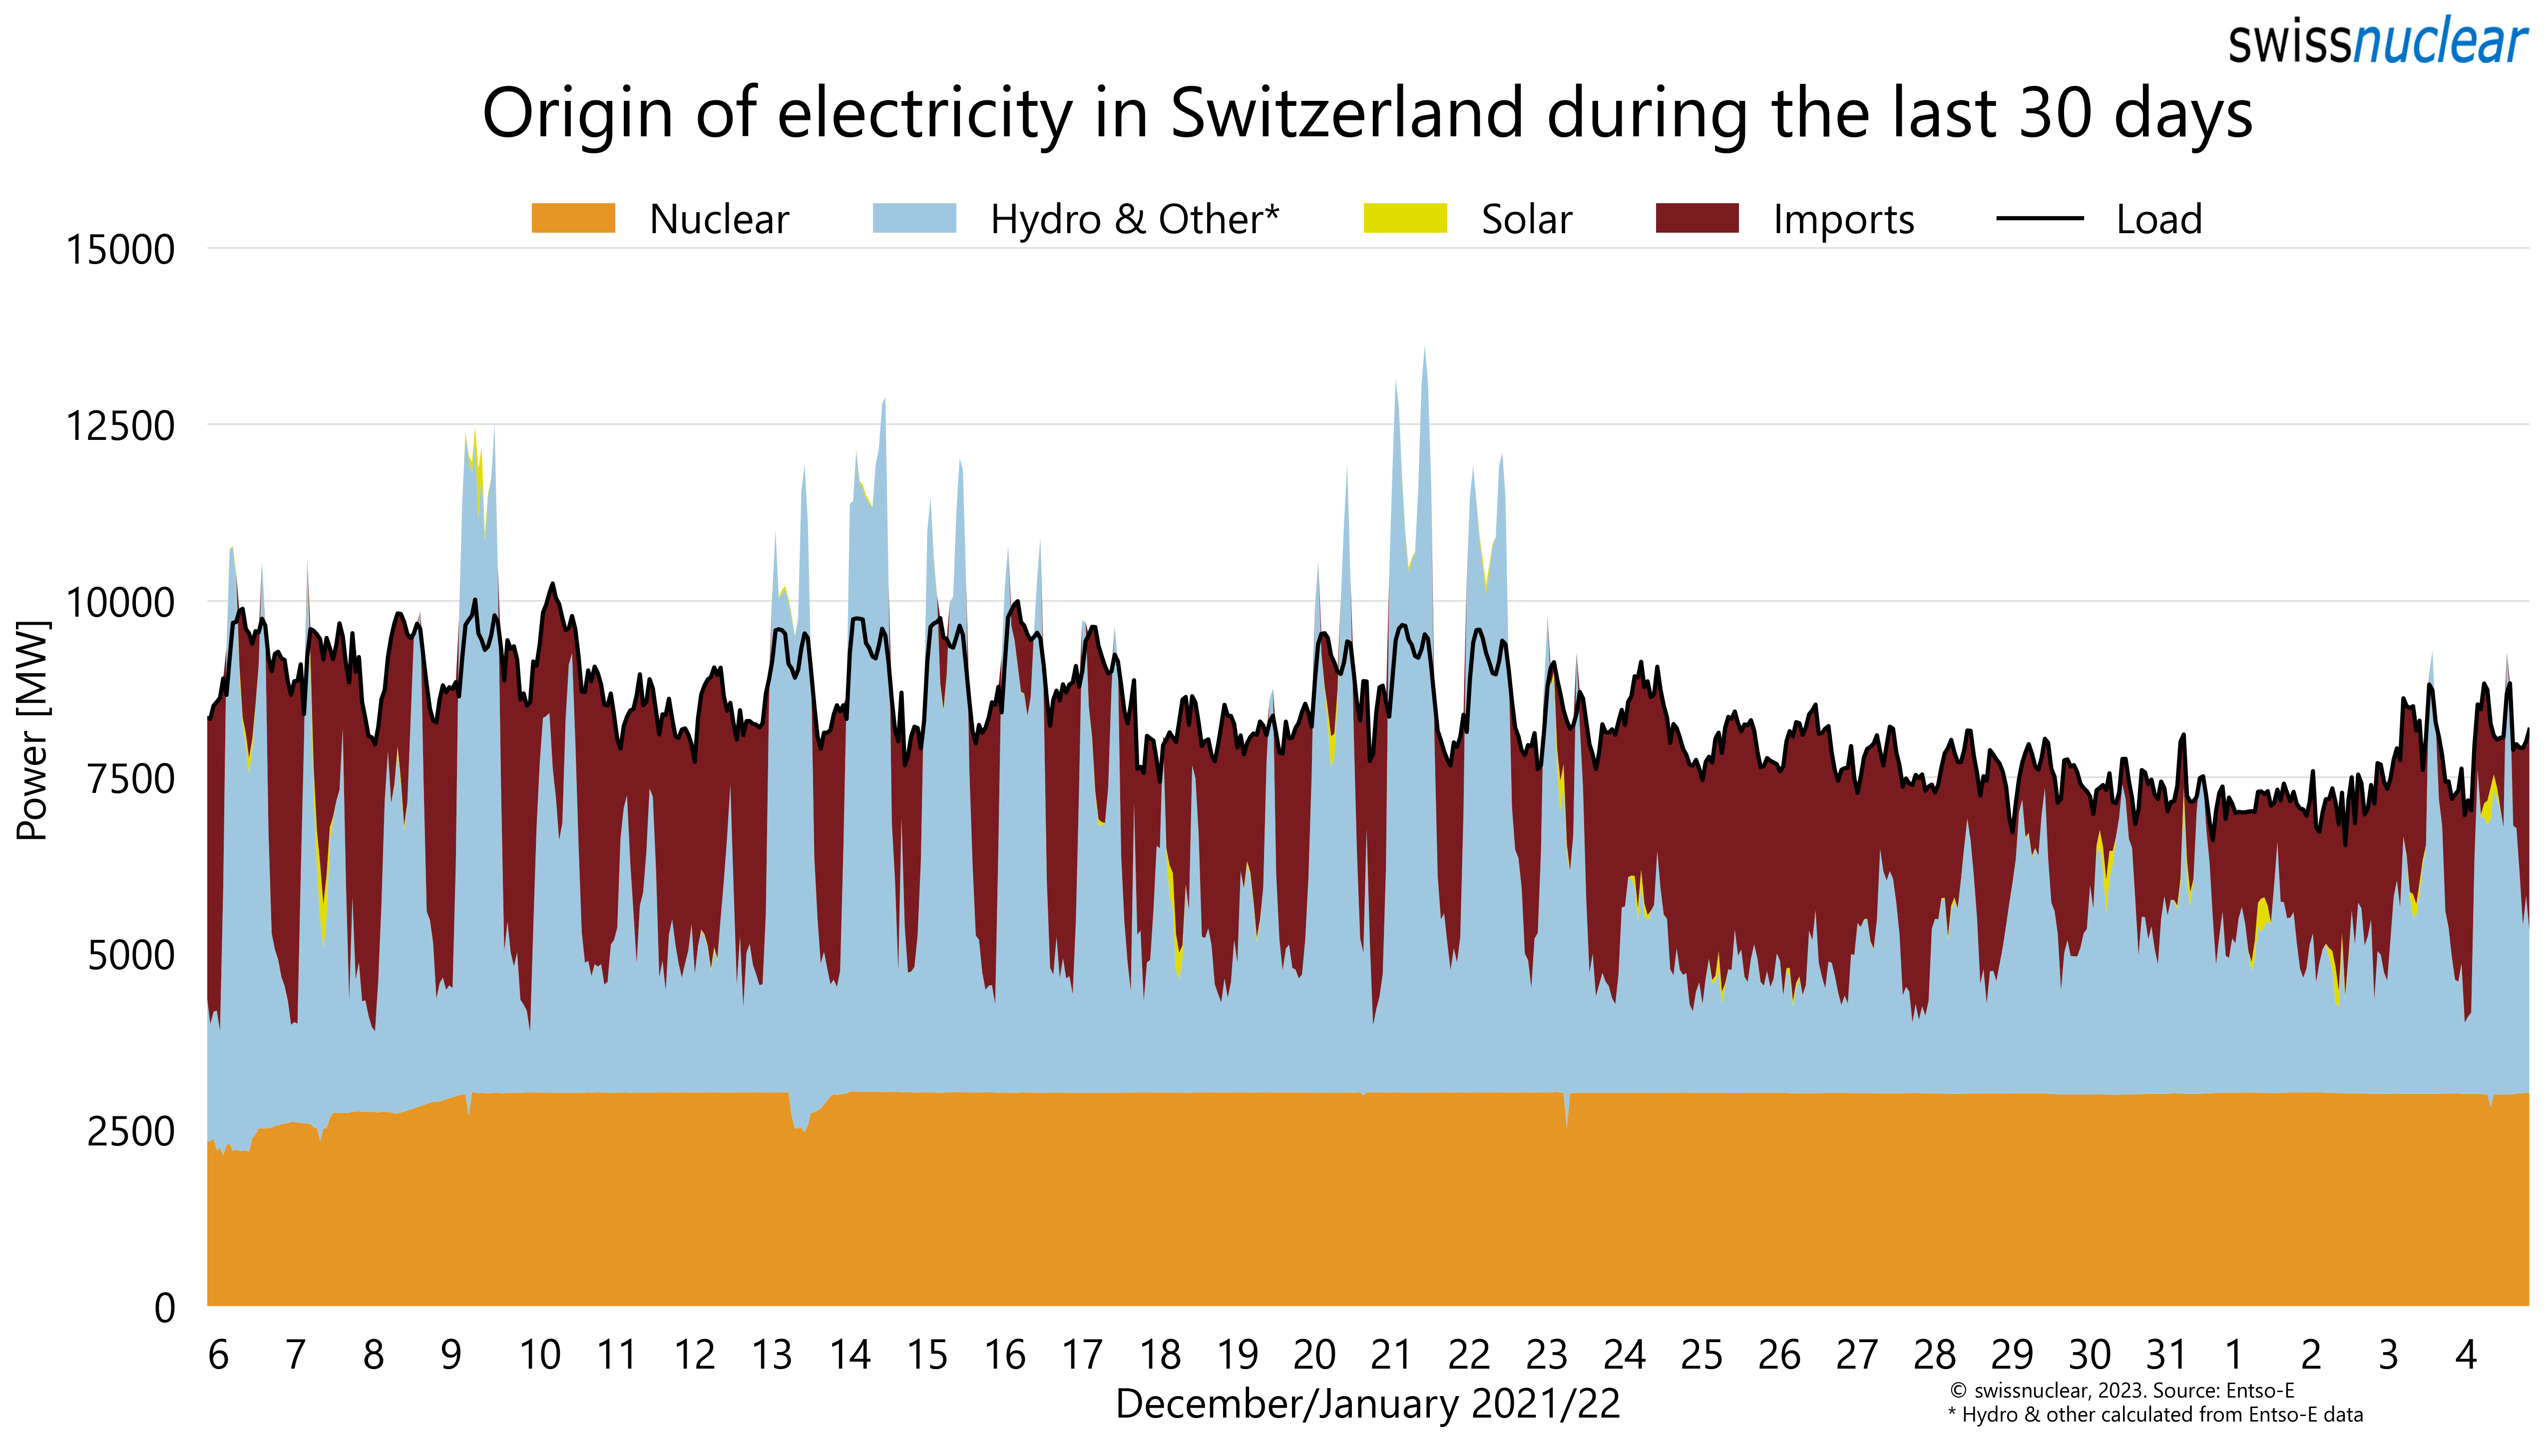 swissnuclear
Origin of electricity in Switzerland during the last 30 days
Nuclear Hydro & Other* Solar Imports Load
15000
12500
10000
7500
5000
2500
0
Power [MW]
6 7 8 9 10 11 12 13 14 15 16 17 18 19 20 21 22 23 24 25 26 27 28 29 30 31 1 2 3 4
December/January 2021/22
© swissnuclear, 2023. Source: Entso-E
* Hydro & other calculated from Entso-E data